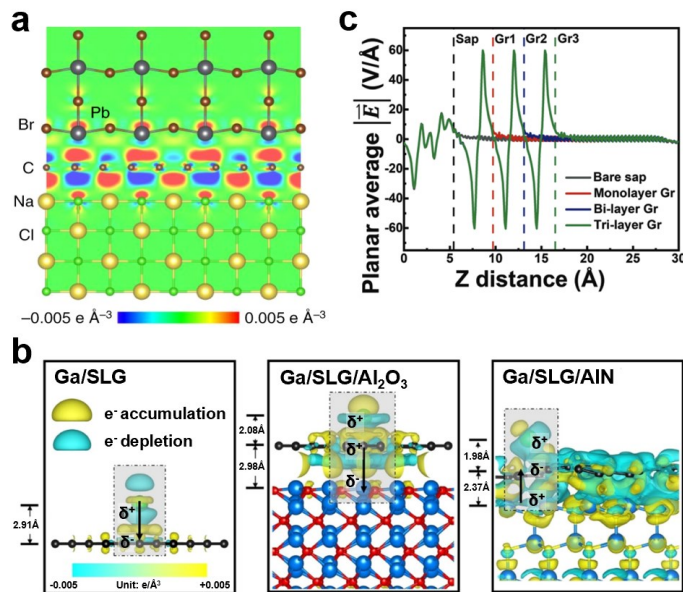 a
Pb
Br
C
Na
Cl
−0.005 e Å⁻³ 0.005 e Å⁻³
c
Planar average |E⃗| (V/Å)
60
40
20
0
-20
-40
-60
Sap Gr1 Gr2 Gr3
Bare sap
Monolayer Gr
Bi-layer Gr
Tri-layer Gr
0 5 10 15 20 25 30
Z distance (Å)
b
Ga/SLG
e⁻ accumulation
e⁻ depletion
2.91Å
δ⁺
δ⁻
-0.005 Unit: e/Å³ +0.005
Ga/SLG/Al₂O₃
2.08Å
2.98Å
δ⁺
δ⁺
δ⁻
Ga/SLG/AlN
1.98Å
2.37Å
δ⁺
δ⁻
δ⁺